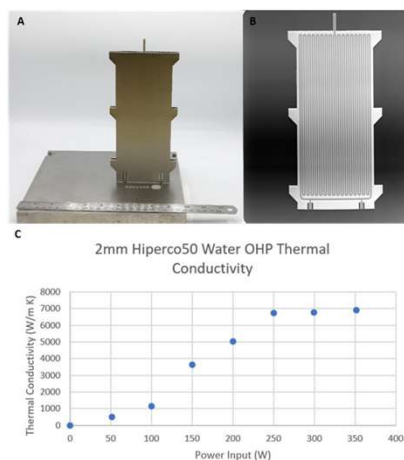 A
B
C
2mm Hiperco50 Water OHP Thermal
Conductivity
Thermal Conductivity (W/m K)
8000
7000
6000
5000
4000
3000
2000
1000
0
0 50 100 150 200 250 300 350 400
Power Input (W)